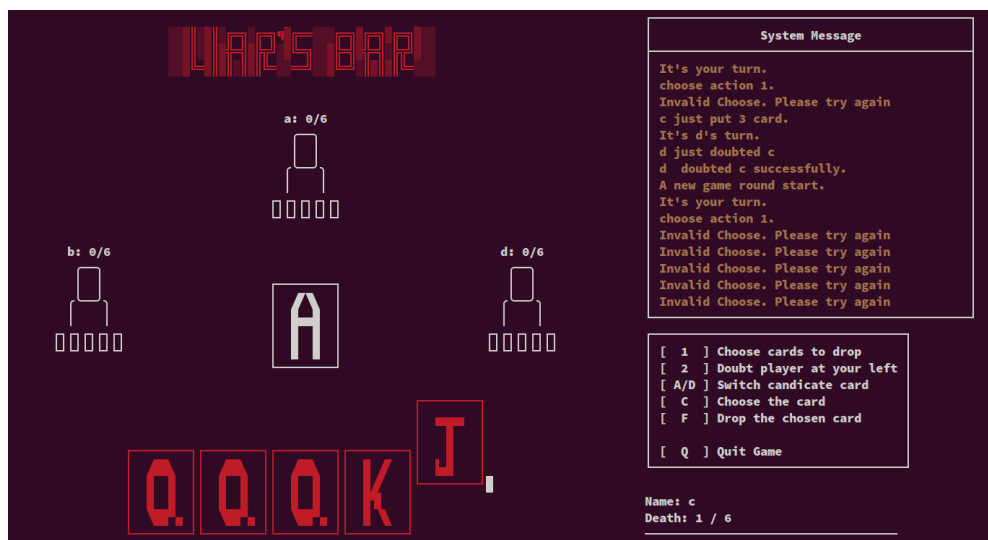 LIAR'S BAR
a: 0/6
b: 0/6
d: 0/6
A
Q Q Q K J
System Message
It's your turn.
choose action 1.
Invalid Choose. Please try again
c just put 3 card.
It's d's turn.
d just doubted c
d  doubted c successfully.
A new game round start.
It's your turn.
choose action 1.
Invalid Choose. Please try again
Invalid Choose. Please try again
Invalid Choose. Please try again
Invalid Choose. Please try again
Invalid Choose. Please try again
[  1  ] Choose cards to drop
[  2  ] Doubt player at your left
[ A/D ] Switch candicate card
[  C  ] Choose the card
[  F  ] Drop the chosen card
[  Q  ] Quit Game
Name: c
Death: 1 / 6